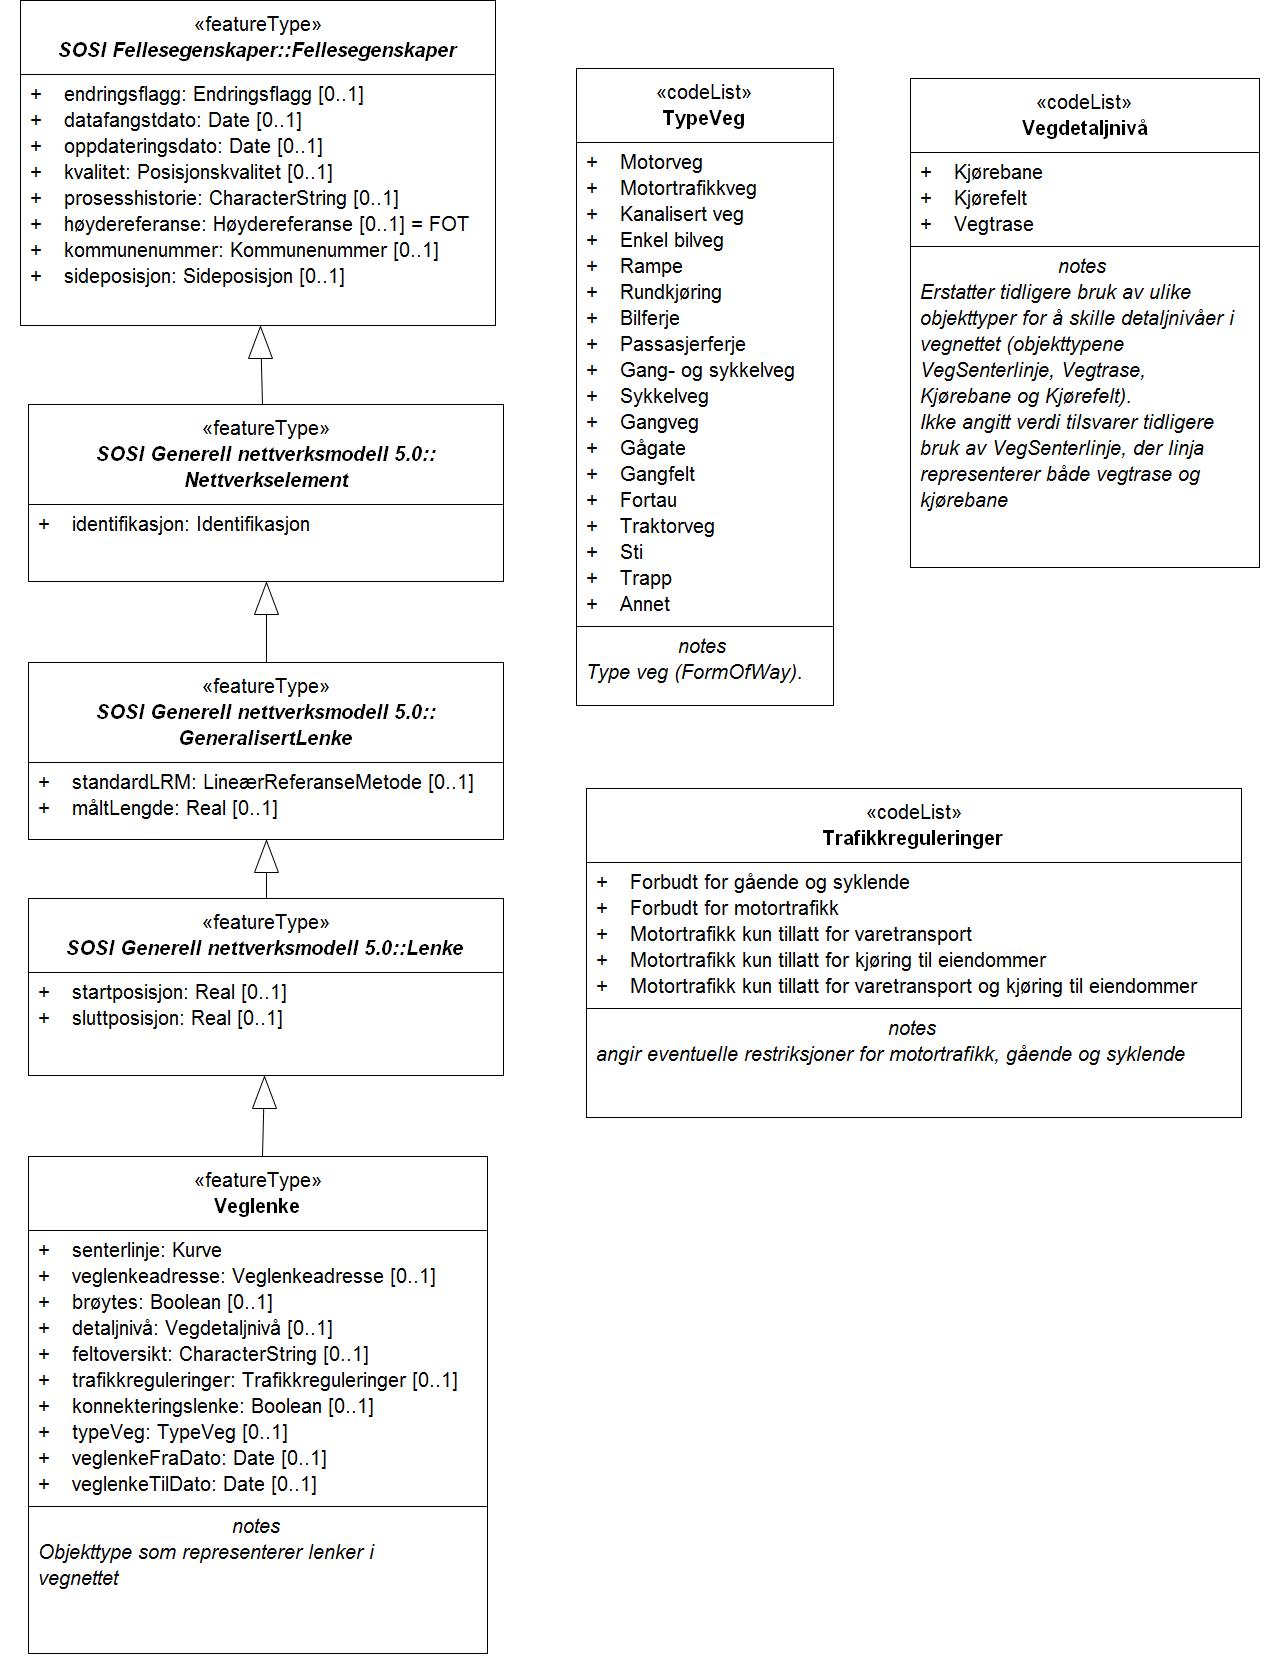 «featureType»
SOSI Fellesegenskaper::Fellesegenskaper
+ endringsflagg: Endringsflagg [0..1]
+ datafangstdato: Date [0..1]
+ oppdateringsdato: Date [0..1]
+ kvalitet: Posisjonskvalitet [0..1]
+ prosesshistorie: CharacterString [0..1]
+ høydereferanse: Høydereferanse [0..1] = FOT
+ kommunenummer: Kommunenummer [0..1]
+ sideposisjon: Sideposisjon [0..1]
«featureType»
SOSI Generell nettverksmodell 5.0::
Nettverkselement
+ identifikasjon: Identifikasjon
«featureType»
SOSI Generell nettverksmodell 5.0::
GeneralisertLenke
+ standardLRM: LineærReferanseMetode [0..1]
+ måltLengde: Real [0..1]
«featureType»
SOSI Generell nettverksmodell 5.0::Lenke
+ startposisjon: Real [0..1]
+ sluttposisjon: Real [0..1]
«featureType»
Veglenke
+ senterlinje: Kurve
+ veglenkeadresse: Veglenkeadresse [0..1]
+ brøytes: Boolean [0..1]
+ detaljnivå: Vegdetaljnivå [0..1]
+ feltoversikt: CharacterString [0..1]
+ trafikkreguleringer: Trafikkreguleringer [0..1]
+ konnekteringslenke: Boolean [0..1]
+ typeVeg: TypeVeg [0..1]
+ veglenkeFraDato: Date [0..1]
+ veglenkeTilDato: Date [0..1]
notes
Objekttype som representerer lenker i
vegnettet
«codeList»
TypeVeg
+ Motorveg
+ Motortrafikkveg
+ Kanalisert veg
+ Enkel bilveg
+ Rampe
+ Rundkjøring
+ Bilferje
+ Passasjerferje
+ Gang- og sykkelveg
+ Sykkelveg
+ Gangveg
+ Gågate
+ Gangfelt
+ Fortau
+ Traktorveg
+ Sti
+ Trapp
+ Annet
notes
Type veg (FormOfWay).
«codeList»
Vegdetaljnivå
+ Kjørebane
+ Kjørefelt
+ Vegtrase
notes
Erstatter tidligere bruk av ulike
objekttyper for å skille detaljnivåer i
vegnettet (objekttypene
VegSenterlinje, Vegtrase,
Kjørebane og Kjørefelt).
Ikke angitt verdi tilsvarer tidligere
bruk av VegSenterlinje, der linja
representerer både vegtrase og
kjørebane
«codeList»
Trafikkreguleringer
+ Forbudt for gående og syklende
+ Forbudt for motortrafikk
+ Motortrafikk kun tillatt for varetransport
+ Motortrafikk kun tillatt for kjøring til eiendommer
+ Motortrafikk kun tillatt for varetransport og kjøring til eiendommer
notes
angir eventuelle restriksjoner for motortrafikk, gående og syklende